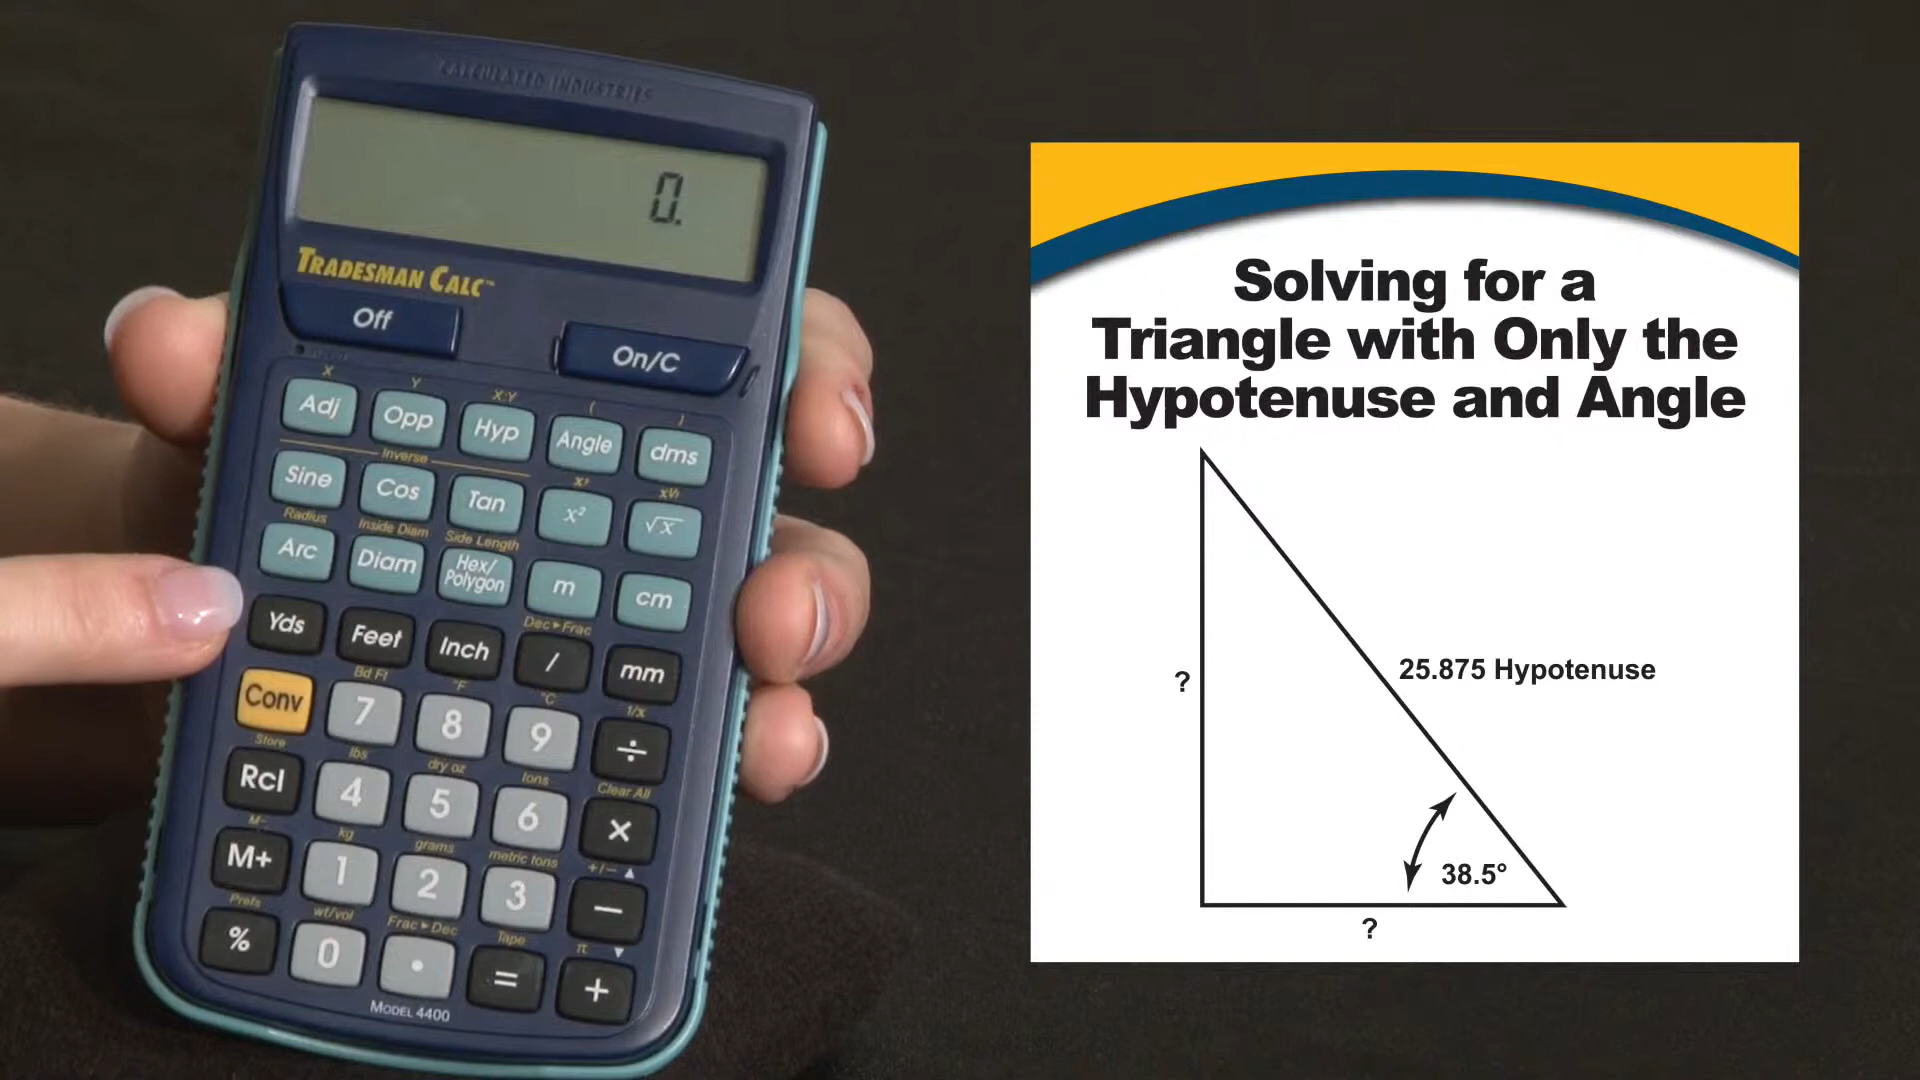 CALCULATED INDUSTRIES
0.
TRADESMAN CALC™
Off
On/C
X Y X:Y ( )
Adj Opp Hyp Angle dms
Inverse xʸ x√y
Sine Cos Tan x² √x
Radius Inside Diam Side Length
Arc Diam Hex/Polygon m cm
Dec►Frac
Yds Feet Inch / mm
Bd Ft °F °C 1/x
Conv 7 8 9 ÷
Store lbs dry oz tons Clear All
Rcl 4 5 6 ×
M- kg grams metric tons +/− ▲
M+ 1 2 3 −
Prefs wt/vol Frac►Dec Tape π ▼
% 0 . = +
MODEL 4400
Solving for a
Triangle with Only the
Hypotenuse and Angle
? 25.875 Hypotenuse
38.5°
?